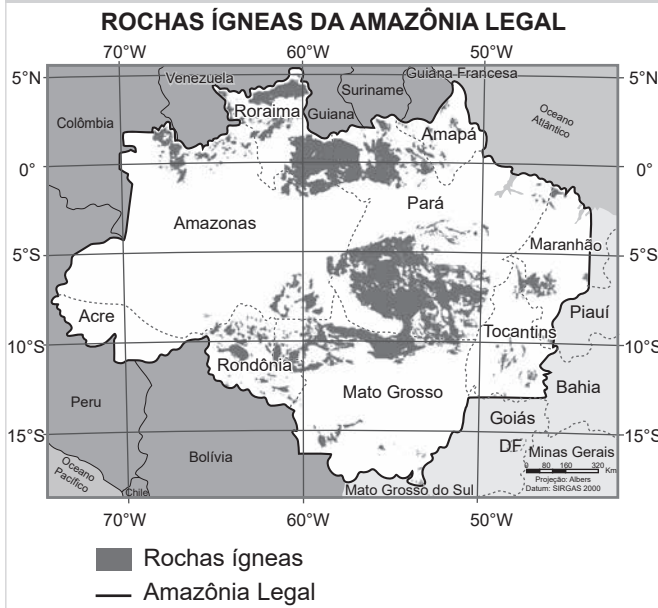 ROCHAS ÍGNEAS DA AMAZÔNIA LEGAL
70°W 60°W 50°W
5°N 5°N
Venezuela
Guiana Francesa
Suriname
Roraima
Guiana
Oceano
Atlântico
Colômbia
Amapá
0° 0°
Amazonas
Pará
5°S 5°S
Maranhão
Acre
Piauí
Tocantins
10°S 10°S
Rondônia
Mato Grosso
Bahia
Peru
Goiás
15°S 15°S
DF
Minas Gerais
Bolívia
0 80 160 320
Km
Projeção: Albers
Datum: SIRGAS 2000
Oceano
Pacífico
Chile
Mato Grosso do Sul
70°W 60°W 50°W
Rochas ígneas
Amazônia Legal